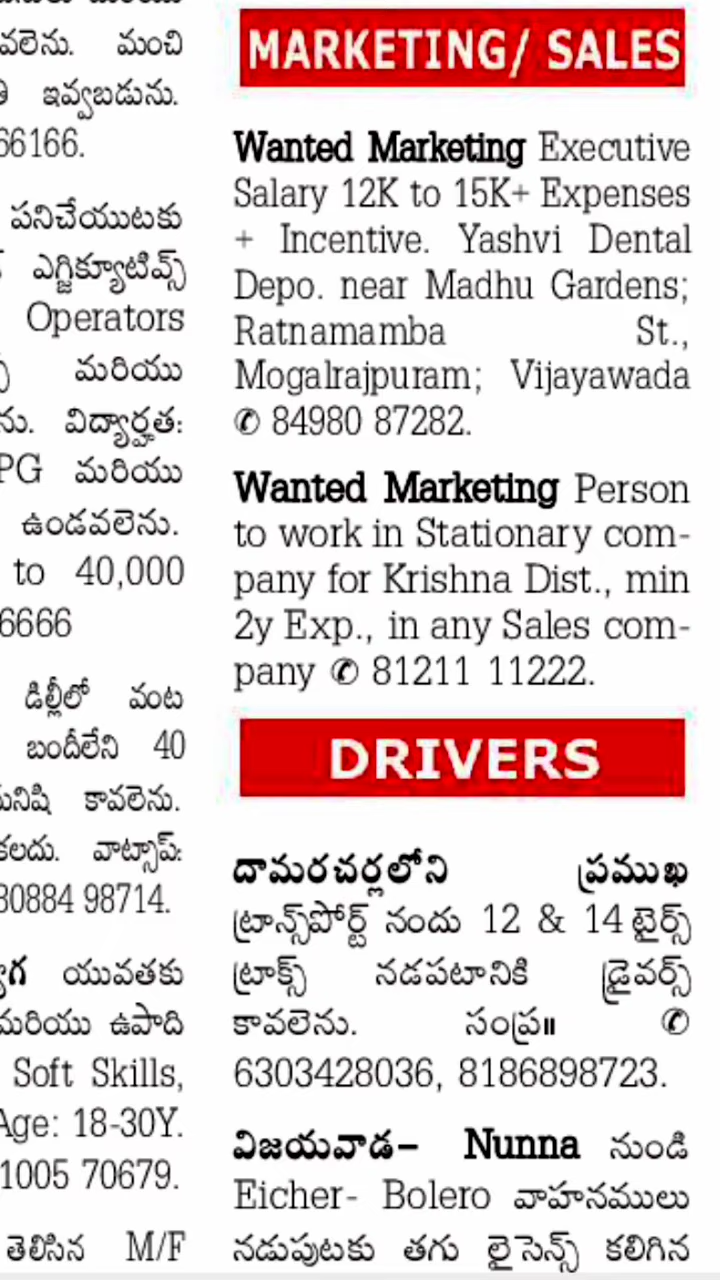 వలెను. మంచి
ఇవ్వబడును.
66166.
పనిచేయుటకు
ఎగ్జిక్యూటివ్స్
Operators
మరియు
ను. విద్యార్హత:
PG మరియు
ఉండవలెను.
to 40,000
6666
డిల్లీలో వంట
బందీలేని 40
మనిషి కావలెను.
కలదు. వాట్సాప్:
80884 98714.
యువతకు
మరియు ఉపాది
Soft Skills,
Age: 18-30Y.
1005 70679.
తెలిసిన M/F
MARKETING/ SALES
Wanted Marketing Executive
Salary 12K to 15K+ Expenses
+ Incentive. Yashvi Dental
Depo. near Madhu Gardens;
Ratnamamba St.,
Mogalrajpuram; Vijayawada
✆ 84980 87282.
Wanted Marketing Person
to work in Stationary com-
pany for Krishna Dist., min
2y Exp., in any Sales com-
pany ✆ 81211 11222.
DRIVERS
దామరచర్లలోని ప్రముఖ
ట్రాన్స్‌పోర్ట్ నందు 12 & 14 టైర్స్
ట్రాక్స్ నడపటానికి డ్రైవర్స్
కావలెను. సంప్ర॥ ✆
6303428036, 8186898723.
విజయవాడ- Nunna నుండి
Eicher- Bolero వాహనములు
నడుపుటకు తగు లైసెన్స్ కలిగిన